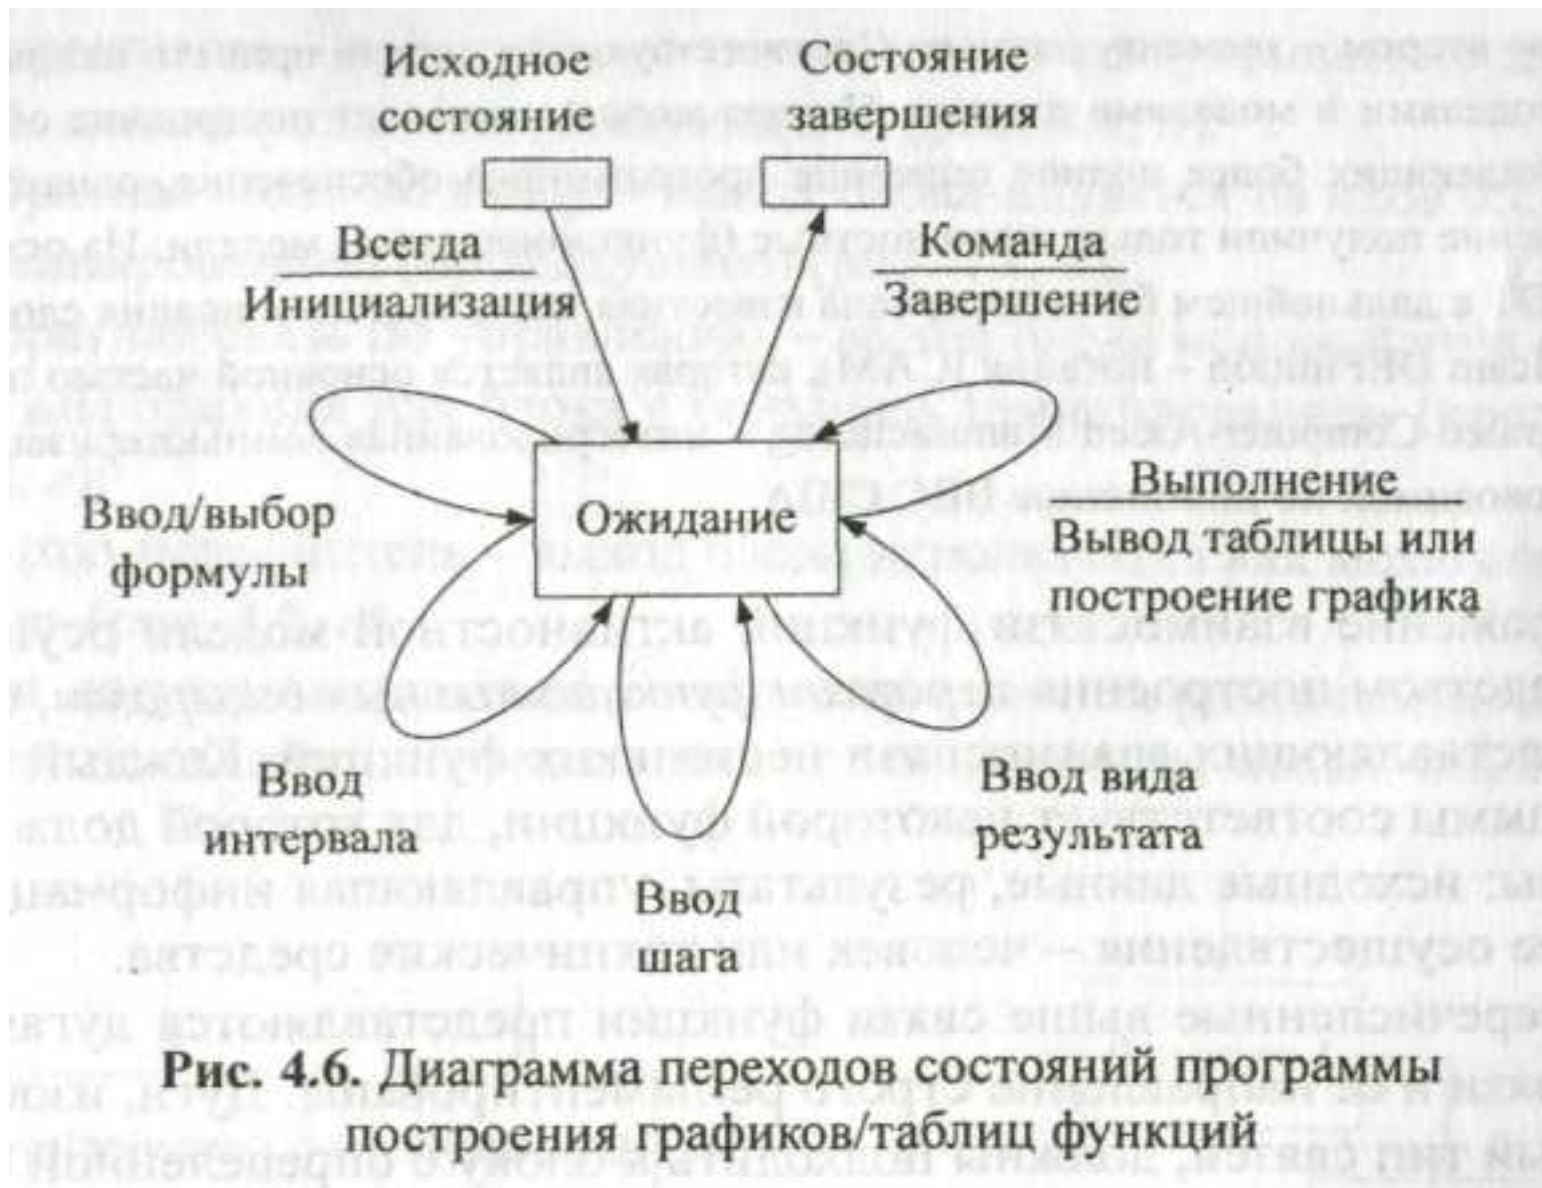 Исходное
состояние
Состояние
завершения
Всегда
Инициализация
Команда
Завершение
Ввод/выбор
формулы
Ожидание
Выполнение
Вывод таблицы или
построение графика
Ввод
интервала
Ввод вида
результата
Ввод
шага
Рис. 4.6. Диаграмма переходов состояний программы
построения графиков/таблиц функций